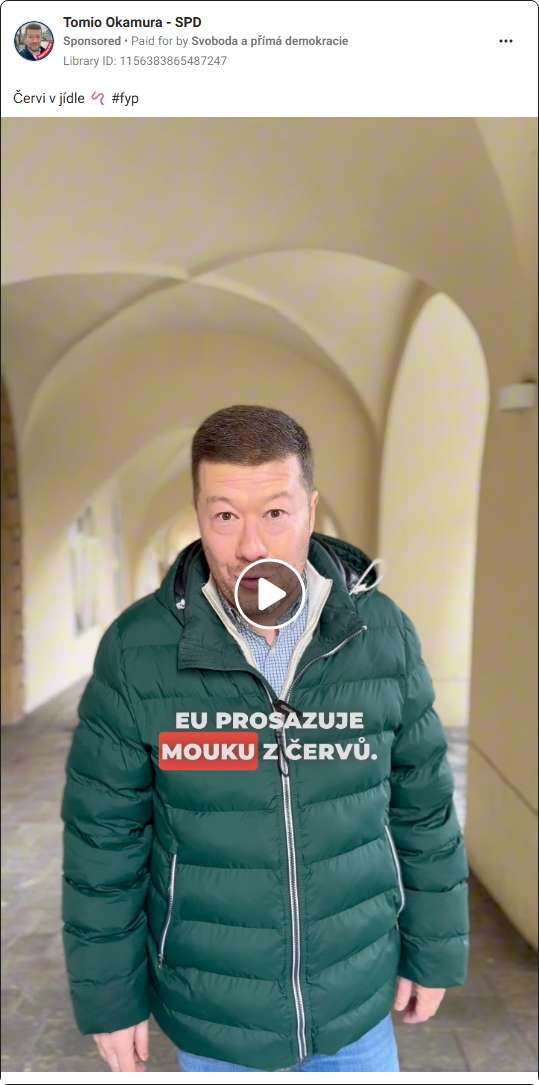 Tomio Okamura - SPD
Sponsored • Paid for by Svoboda a přímá demokracie
Library ID: 1156383865487247
Červi v jídle #fyp
EU PROSAZUJE
MOUKU Z ČERVŮ.